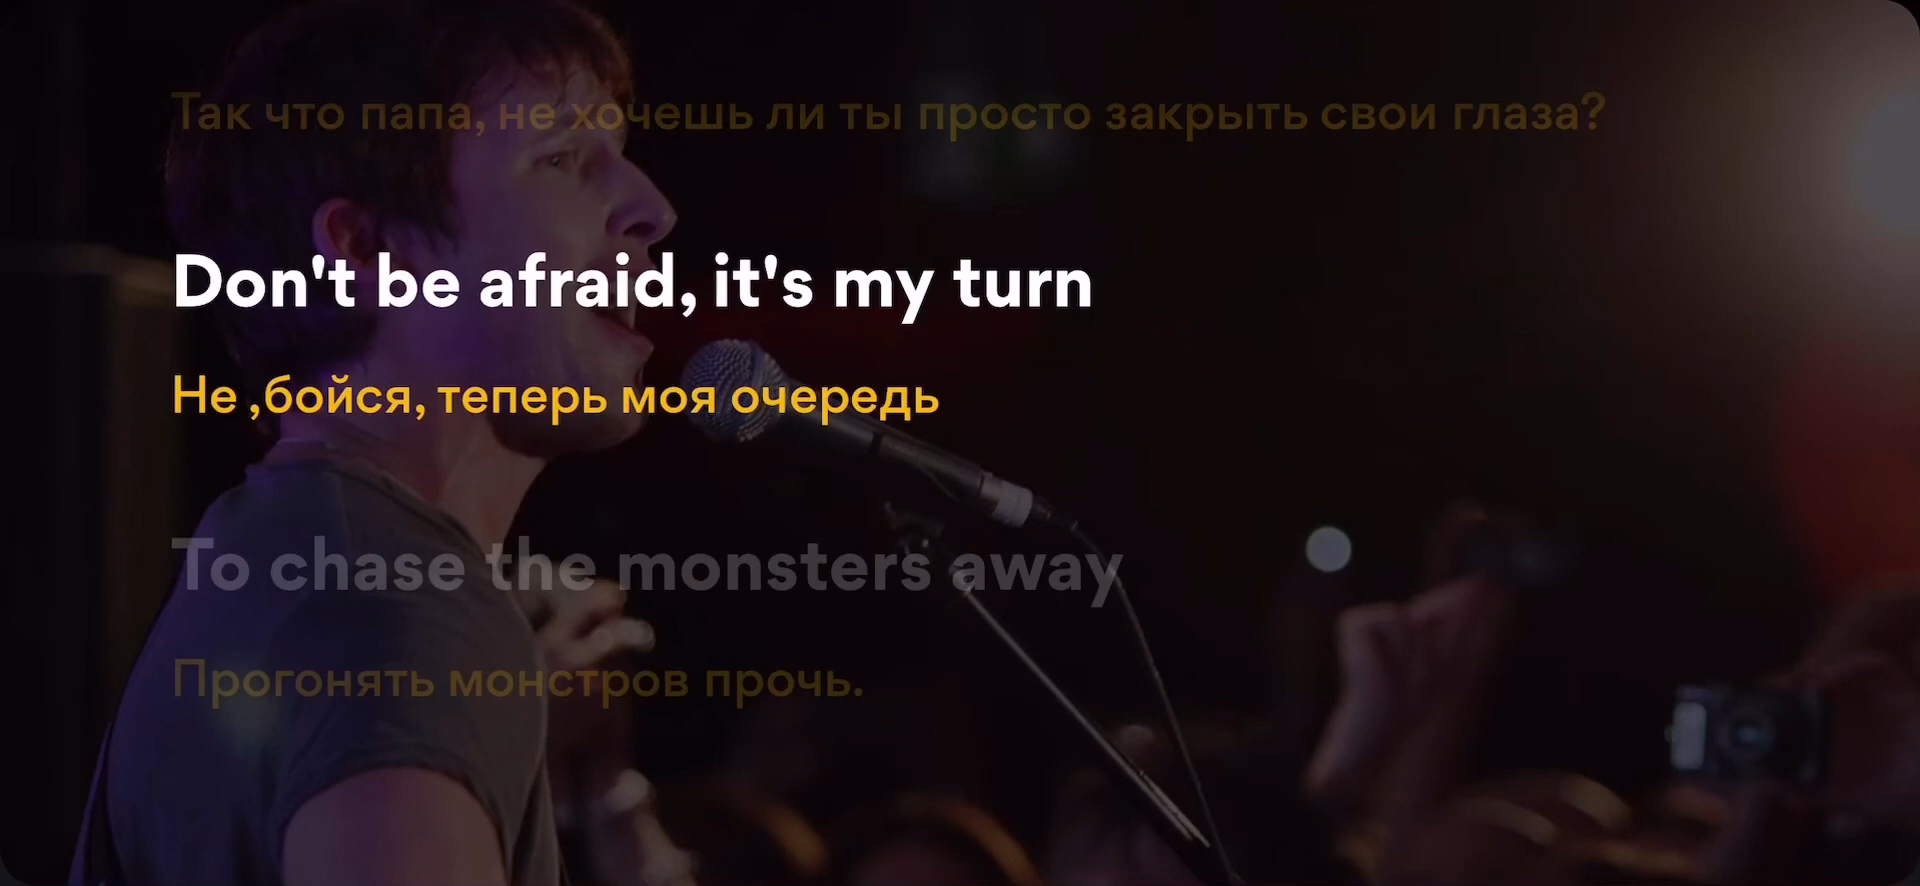 Так что папа, не хочешь ли ты просто закрыть свои глаза?
Don't be afraid, it's my turn
Не ,бойся, теперь моя очередь
To chase the monsters away
Прогонять монстров прочь.